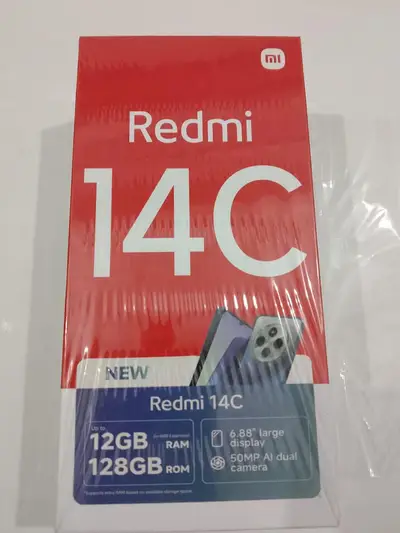 mi
Redmi
14C
NEW
Redmi 14C
Up to
12GB RAM
128GB ROM
6.88" large
display
50MP AI dual
camera